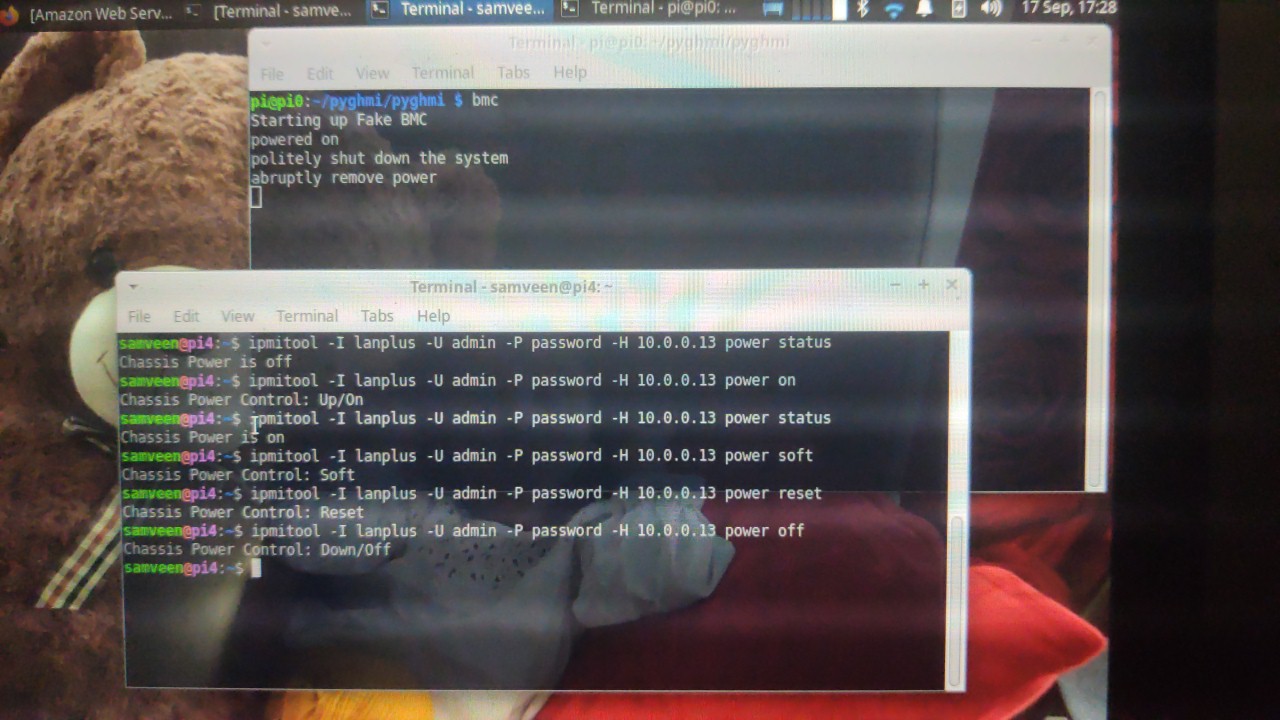 [Amazon Web Serv... [Terminal - samve... Terminal - samvee... Terminal - pi@pi0: ... 17 Sep, 17:28
Terminal - pi@pi0: ~/pyghmi/pyghmi
File Edit View Terminal Tabs Help
pi@pi0:~/pyghmi/pyghmi $ bmc
Starting up Fake BMC
powered on
politely shut down the system
abruptly remove power
Terminal - samveen@pi4: ~
File Edit View Terminal Tabs Help
samveen@pi4:~$ ipmitool -I lanplus -U admin -P password -H 10.0.0.13 power status
Chassis Power is off
samveen@pi4:~$ ipmitool -I lanplus -U admin -P password -H 10.0.0.13 power on
Chassis Power Control: Up/On
samveen@pi4:~$ ipmitool -I lanplus -U admin -P password -H 10.0.0.13 power status
Chassis Power is on
samveen@pi4:~$ ipmitool -I lanplus -U admin -P password -H 10.0.0.13 power soft
Chassis Power Control: Soft
samveen@pi4:~$ ipmitool -I lanplus -U admin -P password -H 10.0.0.13 power reset
Chassis Power Control: Reset
samveen@pi4:~$ ipmitool -I lanplus -U admin -P password -H 10.0.0.13 power off
Chassis Power Control: Down/Off
samveen@pi4:~$